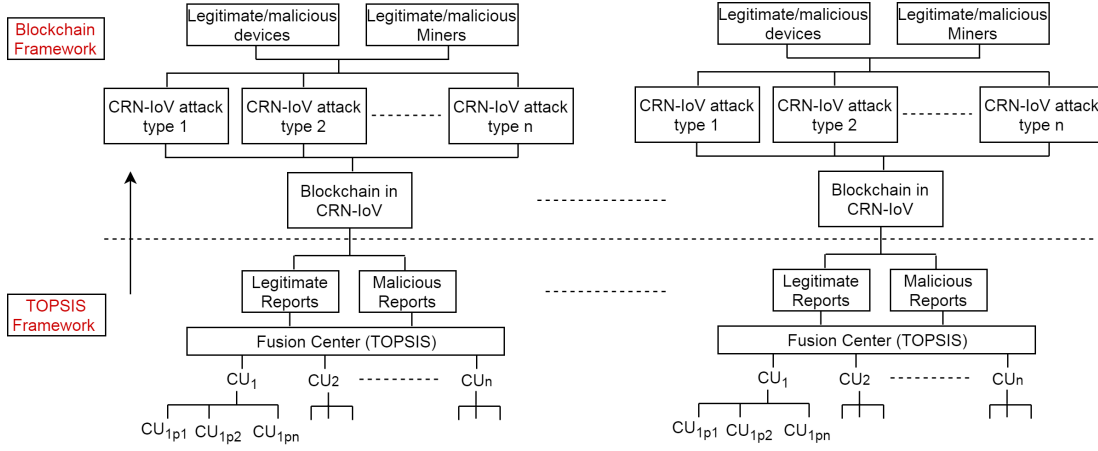 Blockchain
Framework
Legitimate/malicious
devices
Legitimate/malicious
Miners
Legitimate/malicious
devices
Legitimate/malicious
Miners
CRN-IoV attack
type 1
CRN-IoV attack
type 2
CRN-IoV attack
type n
CRN-IoV attack
type 1
CRN-IoV attack
type 2
CRN-IoV attack
type n
Blockchain in
CRN-IoV
Blockchain in
CRN-IoV
TOPSIS
Framework
Legitimate
Reports
Malicious
Reports
Legitimate
Reports
Malicious
Reports
Fusion Center (TOPSIS)
Fusion Center (TOPSIS)
CU1 CU2 CUn
CU1 CU2 CUn
CU1p1 CU1p2 CU1pn
CU1p1 CU1p2 CU1pn